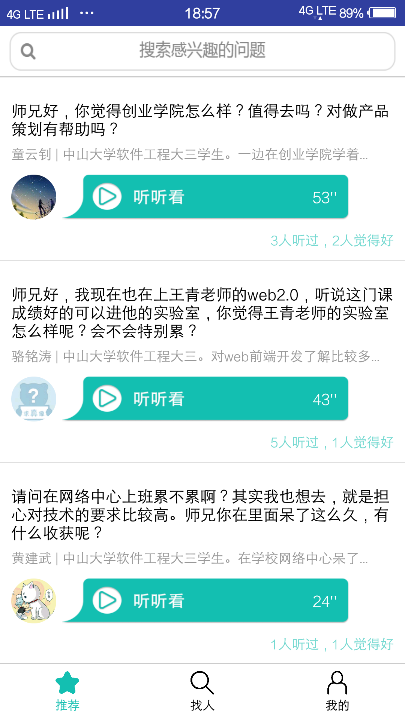 4G LTE ··· 18:57 4G LTE 89%
搜索感兴趣的问题
师兄好，你觉得创业学院怎么样？值得去吗？对做产品
策划有帮助吗？
童云钊 | 中山大学软件工程大三学生。一边在创业学院学着...
听听看 53''
3人听过，2人觉得好
师兄好，我现在也在上王青老师的web2.0，听说这门课
成绩好的可以进他的实验室，你觉得王青老师的实验室
怎么样呢？会不会特别累？
骆铭涛 | 中山大学软件工程大三。对web前端开发了解比较多...
听听看 43''
5人听过，1人觉得好
请问在网络中心上班累不累啊？其实我也想去，就是担
心对技术的要求比较高。师兄你在里面呆了这么久，有
什么收获呢？
黄建武 | 中山大学软件工程大三学生。在学校网络中心呆了...
听听看 24''
1人听过，1人觉得好
推荐 找人 我的